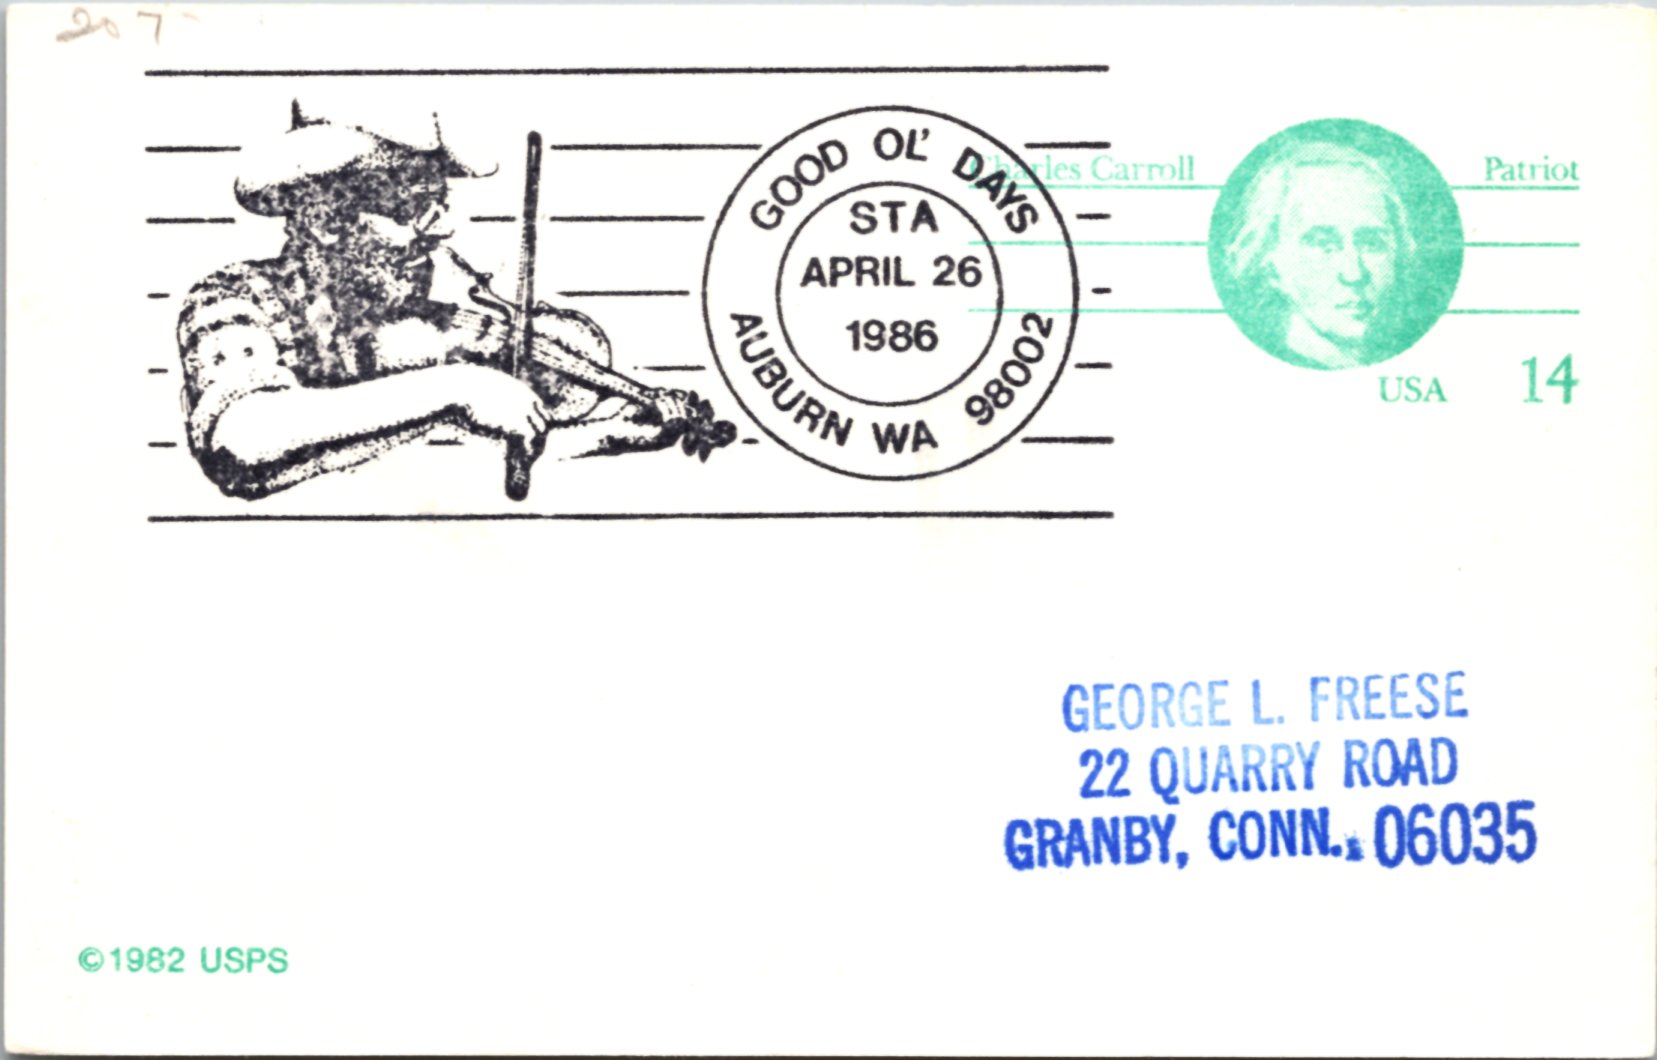 207
GOOD OL' DAYS
STA
APRIL 26
1986
AUBURN WA 98002
Charles Carroll
Patriot
USA 14
GEORGE L. FREESE
22 QUARRY ROAD
GRANBY, CONN. 06035
©1982 USPS